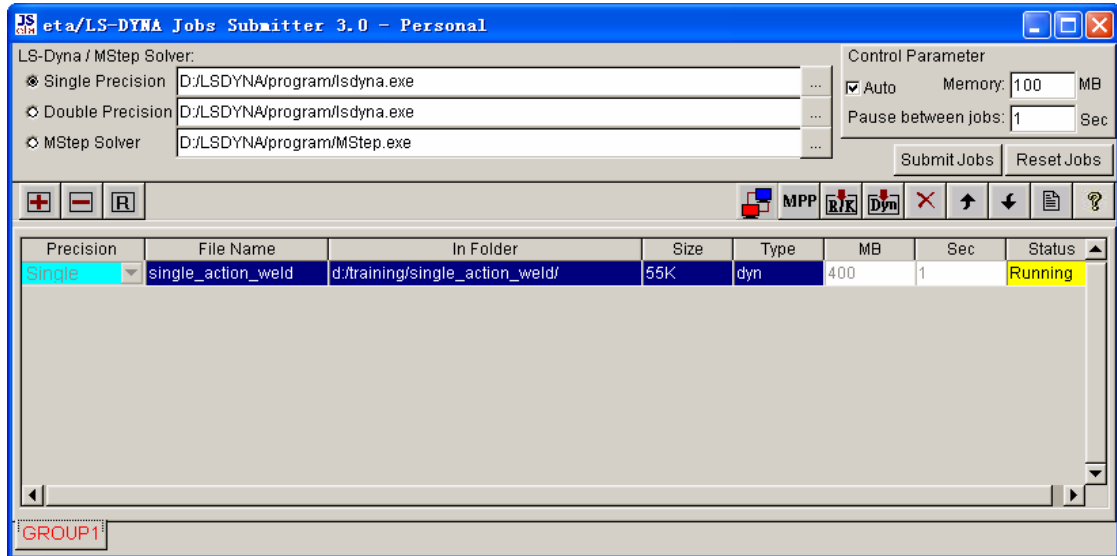 JS eta eta/LS-DYNA Jobs Submitter 3.0 - Personal
LS-Dyna / MStep Solver:
Single Precision D:/LSDYNA/program/lsdyna.exe ...
Double Precision D:/LSDYNA/program/lsdyna.exe ...
MStep Solver D:/LSDYNA/program/MStep.exe ...
Control Parameter
Auto Memory: 100 MB
Pause between jobs: 1 Sec
Submit Jobs Reset Jobs
R MPP R/K Dyn ?
Precision File Name In Folder Size Type MB Sec Status
Single single_action_weld d:/training/single_action_weld/ 55K dyn 400 1 Running
GROUP1